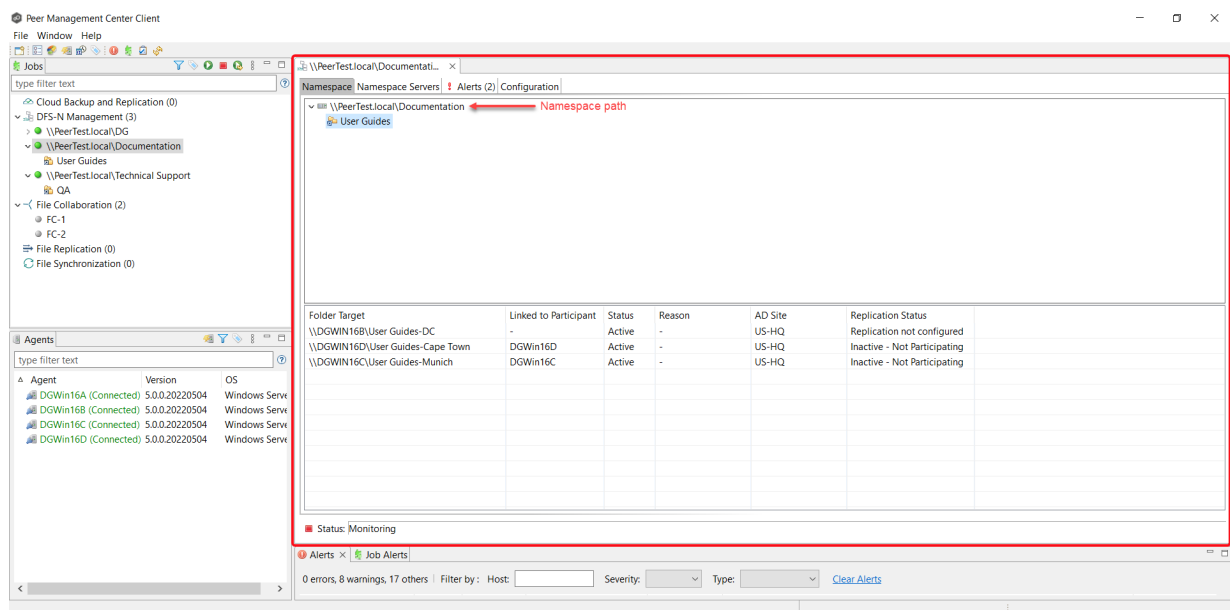 Peer Management Center Client
File Window Help
Jobs
type filter text
Cloud Backup and Replication (0)
DFS-N Management (3)
\\PeerTest.local\DG
\\PeerTest.local\Documentation
User Guides
\\PeerTest.local\Technical Support
QA
File Collaboration (2)
FC-1
FC-2
File Replication (0)
File Synchronization (0)
Agents
type filter text
Agent Version OS
DGWin16A (Connected) 5.0.0.20220504 Windows Serve
DGWin16B (Connected) 5.0.0.20220504 Windows Serve
DGWin16C (Connected) 5.0.0.20220504 Windows Serve
DGWin16D (Connected) 5.0.0.20220504 Windows Serve
\\PeerTest.local\Documentati...
Namespace Namespace Servers Alerts (2) Configuration
\\PeerTest.local\Documentation Namespace path
User Guides
Folder Target Linked to Participant Status Reason AD Site Replication Status
\\DGWIN16B\User Guides-DC - Active - US-HQ Replication not configured
\\DGWIN16D\User Guides-Cape Town DGWin16D Active - US-HQ Inactive - Not Participating
\\DGWIN16C\User Guides-Munich DGWin16C Active - US-HQ Inactive - Not Participating
Status: Monitoring
Alerts Job Alerts
0 errors, 8 warnings, 17 others Filter by : Host: Severity: Type: Clear Alerts